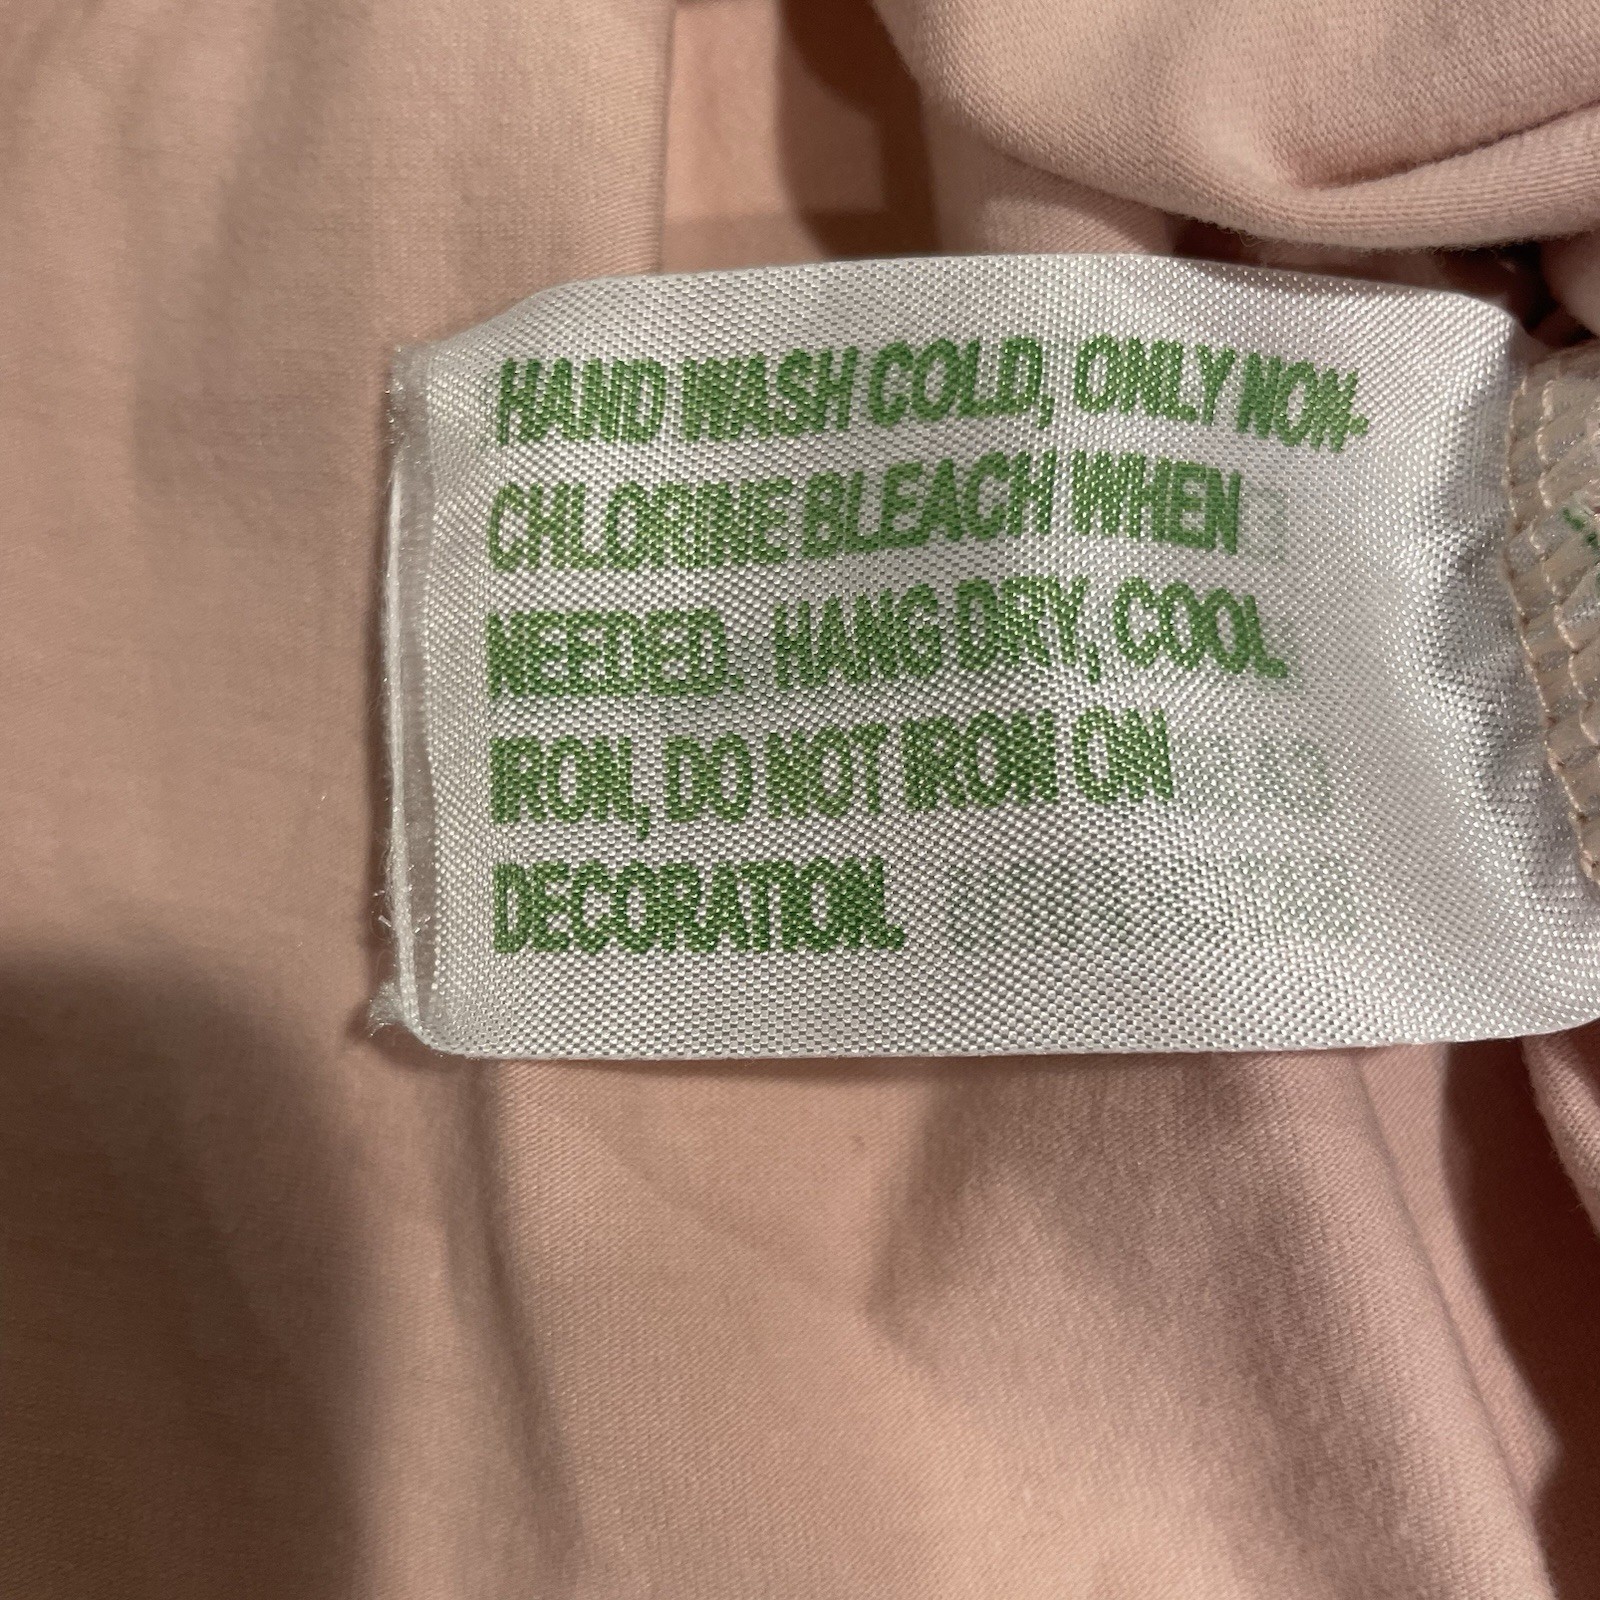 HAND WASH COLD, ONLY NON-
CHLORINE BLEACH WHEN
NEEDED. HANG DRY, COOL
IRON, DO NOT IRON ON
DECORATION.